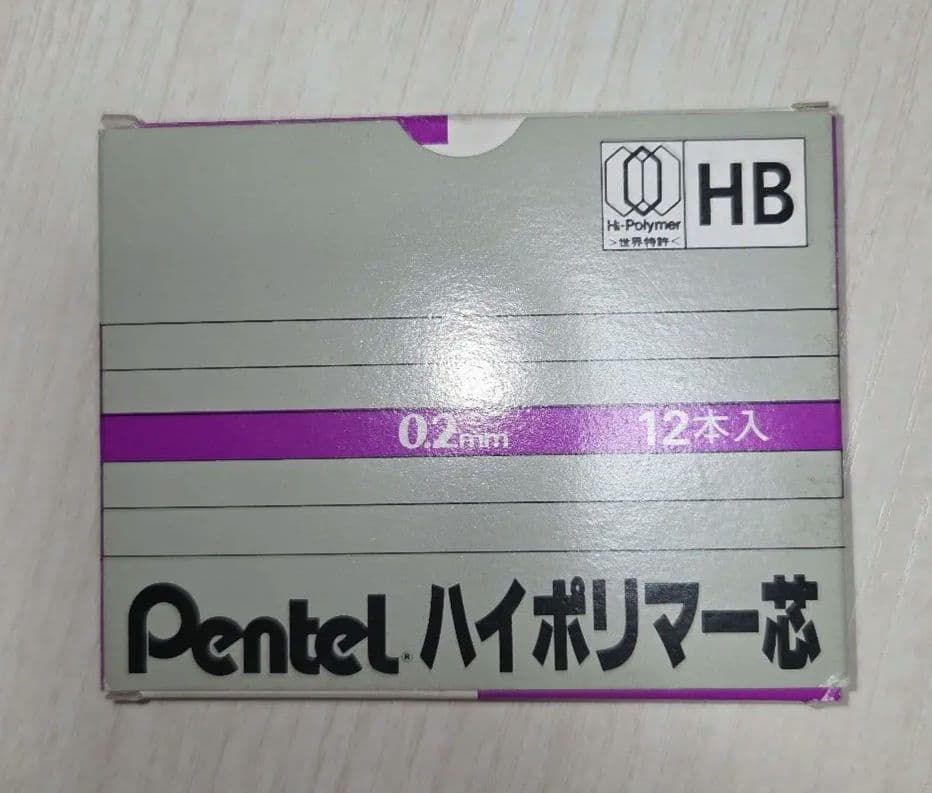 Hi-Polymer
>世界特許<
HB
0.2mm 12本入
Pentel® ハイポリマー芯